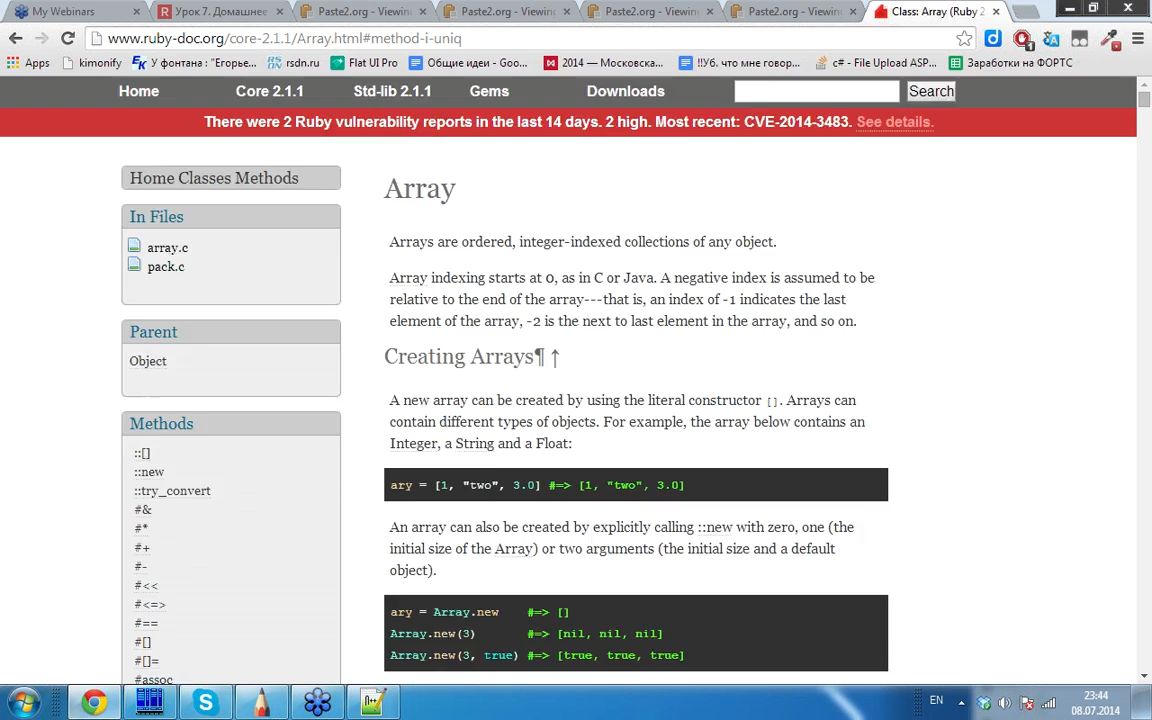 My Webinars
Урок 7. Домашнее
Paste2.org - Viewin
Paste2.org - Viewin
Paste2.org - Viewin
Paste2.org - Viewin
Class: Array (Ruby 2
www.ruby-doc.org/core-2.1.1/Array.html#method-i-uniq
Apps
kimonify
У фонтана : "Егорье...
rsdn.ru
Flat UI Pro
Общие идеи - Goo...
2014 — Московска...
!!Уб. что мне говор...
c# - File Upload ASP...
Заработки на ФОРТС
Home Core 2.1.1 Std-lib 2.1.1 Gems Downloads Search
There were 2 Ruby vulnerability reports in the last 14 days. 2 high. Most recent: CVE-2014-3483. See details.
Home Classes Methods
In Files
array.c
pack.c
Parent
Object
Methods
::[]
::new
::try_convert
#&
#*
#+
#-
#<<
#<=>
#==
#[]
#[]=
#assoc
Array
Arrays are ordered, integer-indexed collections of any object.
Array indexing starts at 0, as in C or Java. A negative index is assumed to be
relative to the end of the array---that is, an index of -1 indicates the last
element of the array, -2 is the next to last element in the array, and so on.
Creating Arrays¶ ↑
A new array can be created by using the literal constructor []. Arrays can
contain different types of objects. For example, the array below contains an
Integer, a String and a Float:
ary = [1, "two", 3.0] #=> [1, "two", 3.0]
An array can also be created by explicitly calling ::new with zero, one (the
initial size of the Array) or two arguments (the initial size and a default
object).
ary = Array.new    #=> []
Array.new(3)       #=> [nil, nil, nil]
Array.new(3, true) #=> [true, true, true]
EN
23:44
08.07.2014